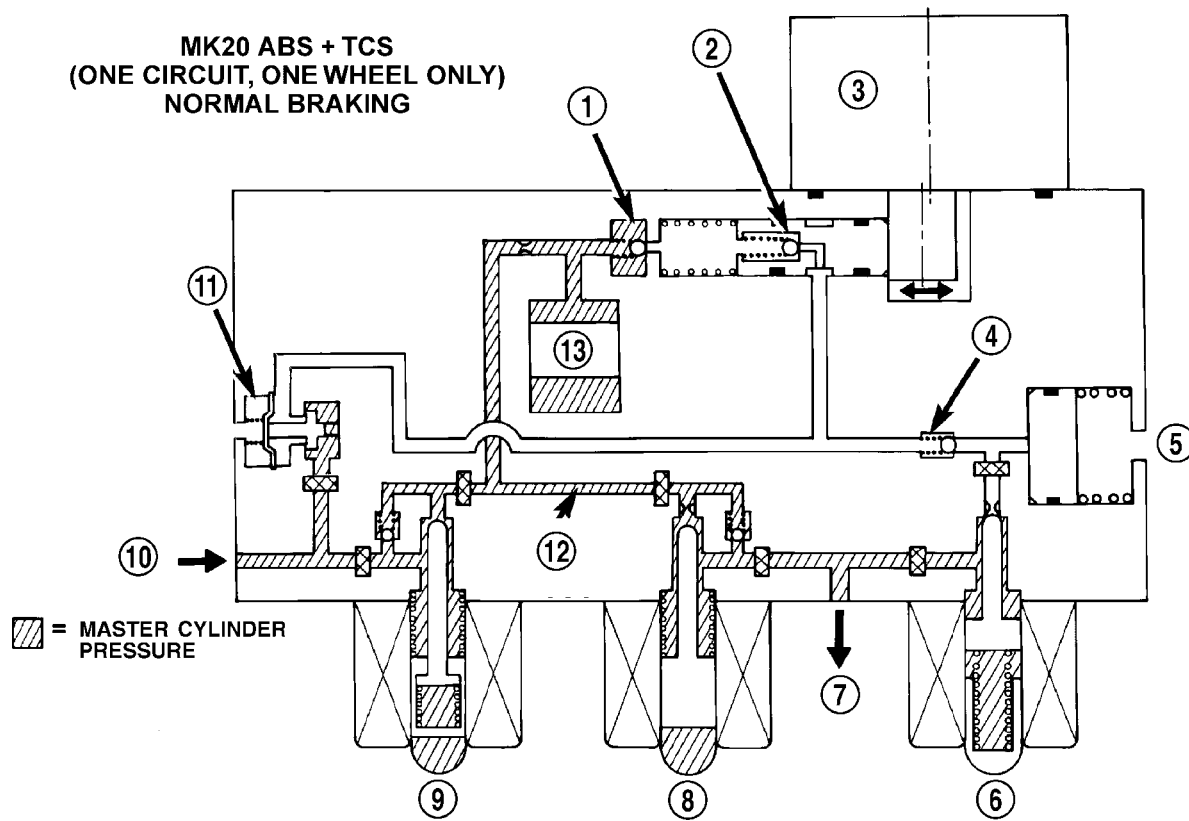 MK20 ABS + TCS
(ONE CIRCUIT, ONE WHEEL ONLY)
NORMAL BRAKING
1
2
3
11
13
4
5
12
10
= MASTER CYLINDER
PRESSURE
7
9
8
6